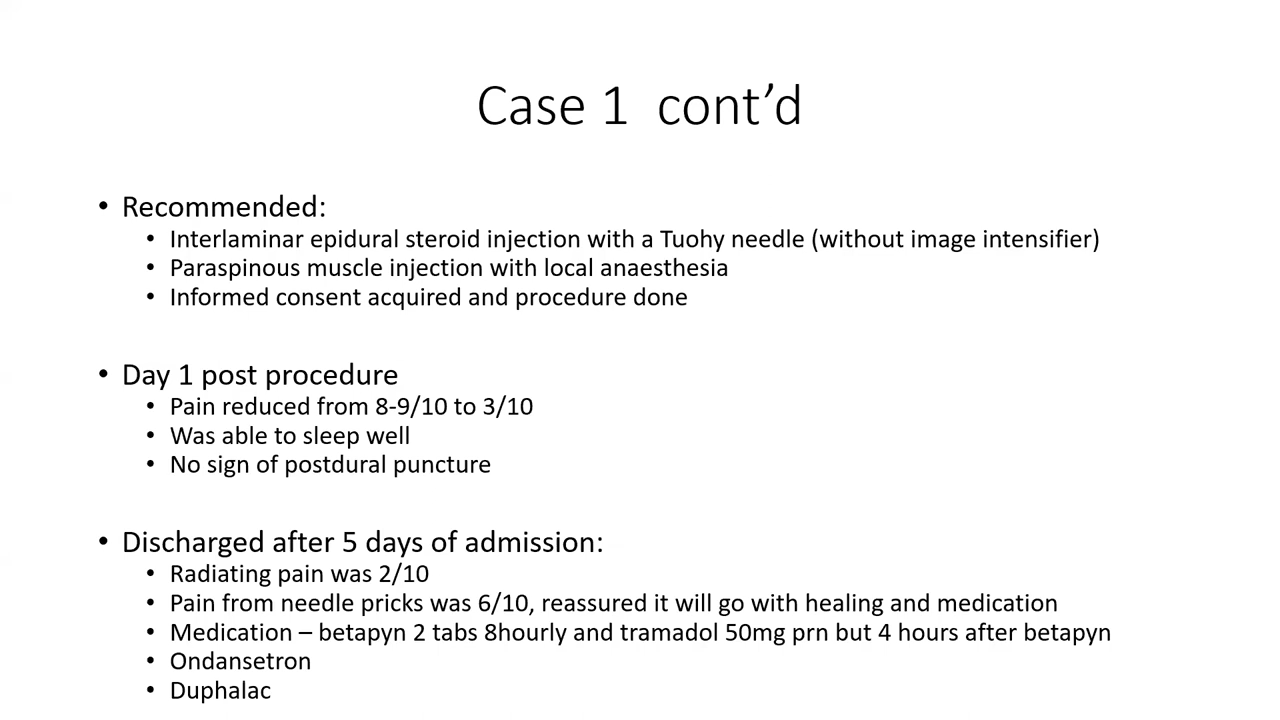 Case 1  cont’d
• Recommended:
• Interlaminar epidural steroid injection with a Tuohy needle (without image intensifier)
• Paraspinous muscle injection with local anaesthesia
• Informed consent acquired and procedure done
• Day 1 post procedure
• Pain reduced from 8-9/10 to 3/10
• Was able to sleep well
• No sign of postdural puncture
• Discharged after 5 days of admission:
• Radiating pain was 2/10
• Pain from needle pricks was 6/10, reassured it will go with healing and medication
• Medication – betapyn 2 tabs 8hourly and tramadol 50mg prn but 4 hours after betapyn
• Ondansetron
• Duphalac